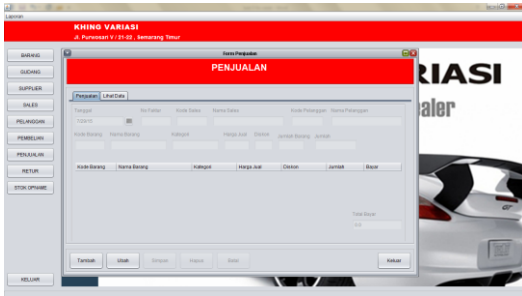 Laporan
KHING VARIASI
Jl. Purwosari V / 21-22 , Semarang Timur
BARANG
GUDANG
SUPPLIER
SALES
PELANGGAN
PEMBELIAN
PENJUALAN
RETUR
STOK OPNAME
KELUAR
Form Penjualan
PENJUALAN
Penjualan Lihat Data
Tanggal No Faktur Kode Sales Nama Sales Kode Pelanggan Nama Pelanggan
Kode Barang Nama Barang Kategori Harga Jual Diskon Jumlah Barang Jumlah
Kode Barang Nama Barang Kategori Harga Jual Diskon Jumlah Bayar
Total Bayar
0.0
Tambah Ubah Simpan Hapus Batal Keluar
RIASI
aler